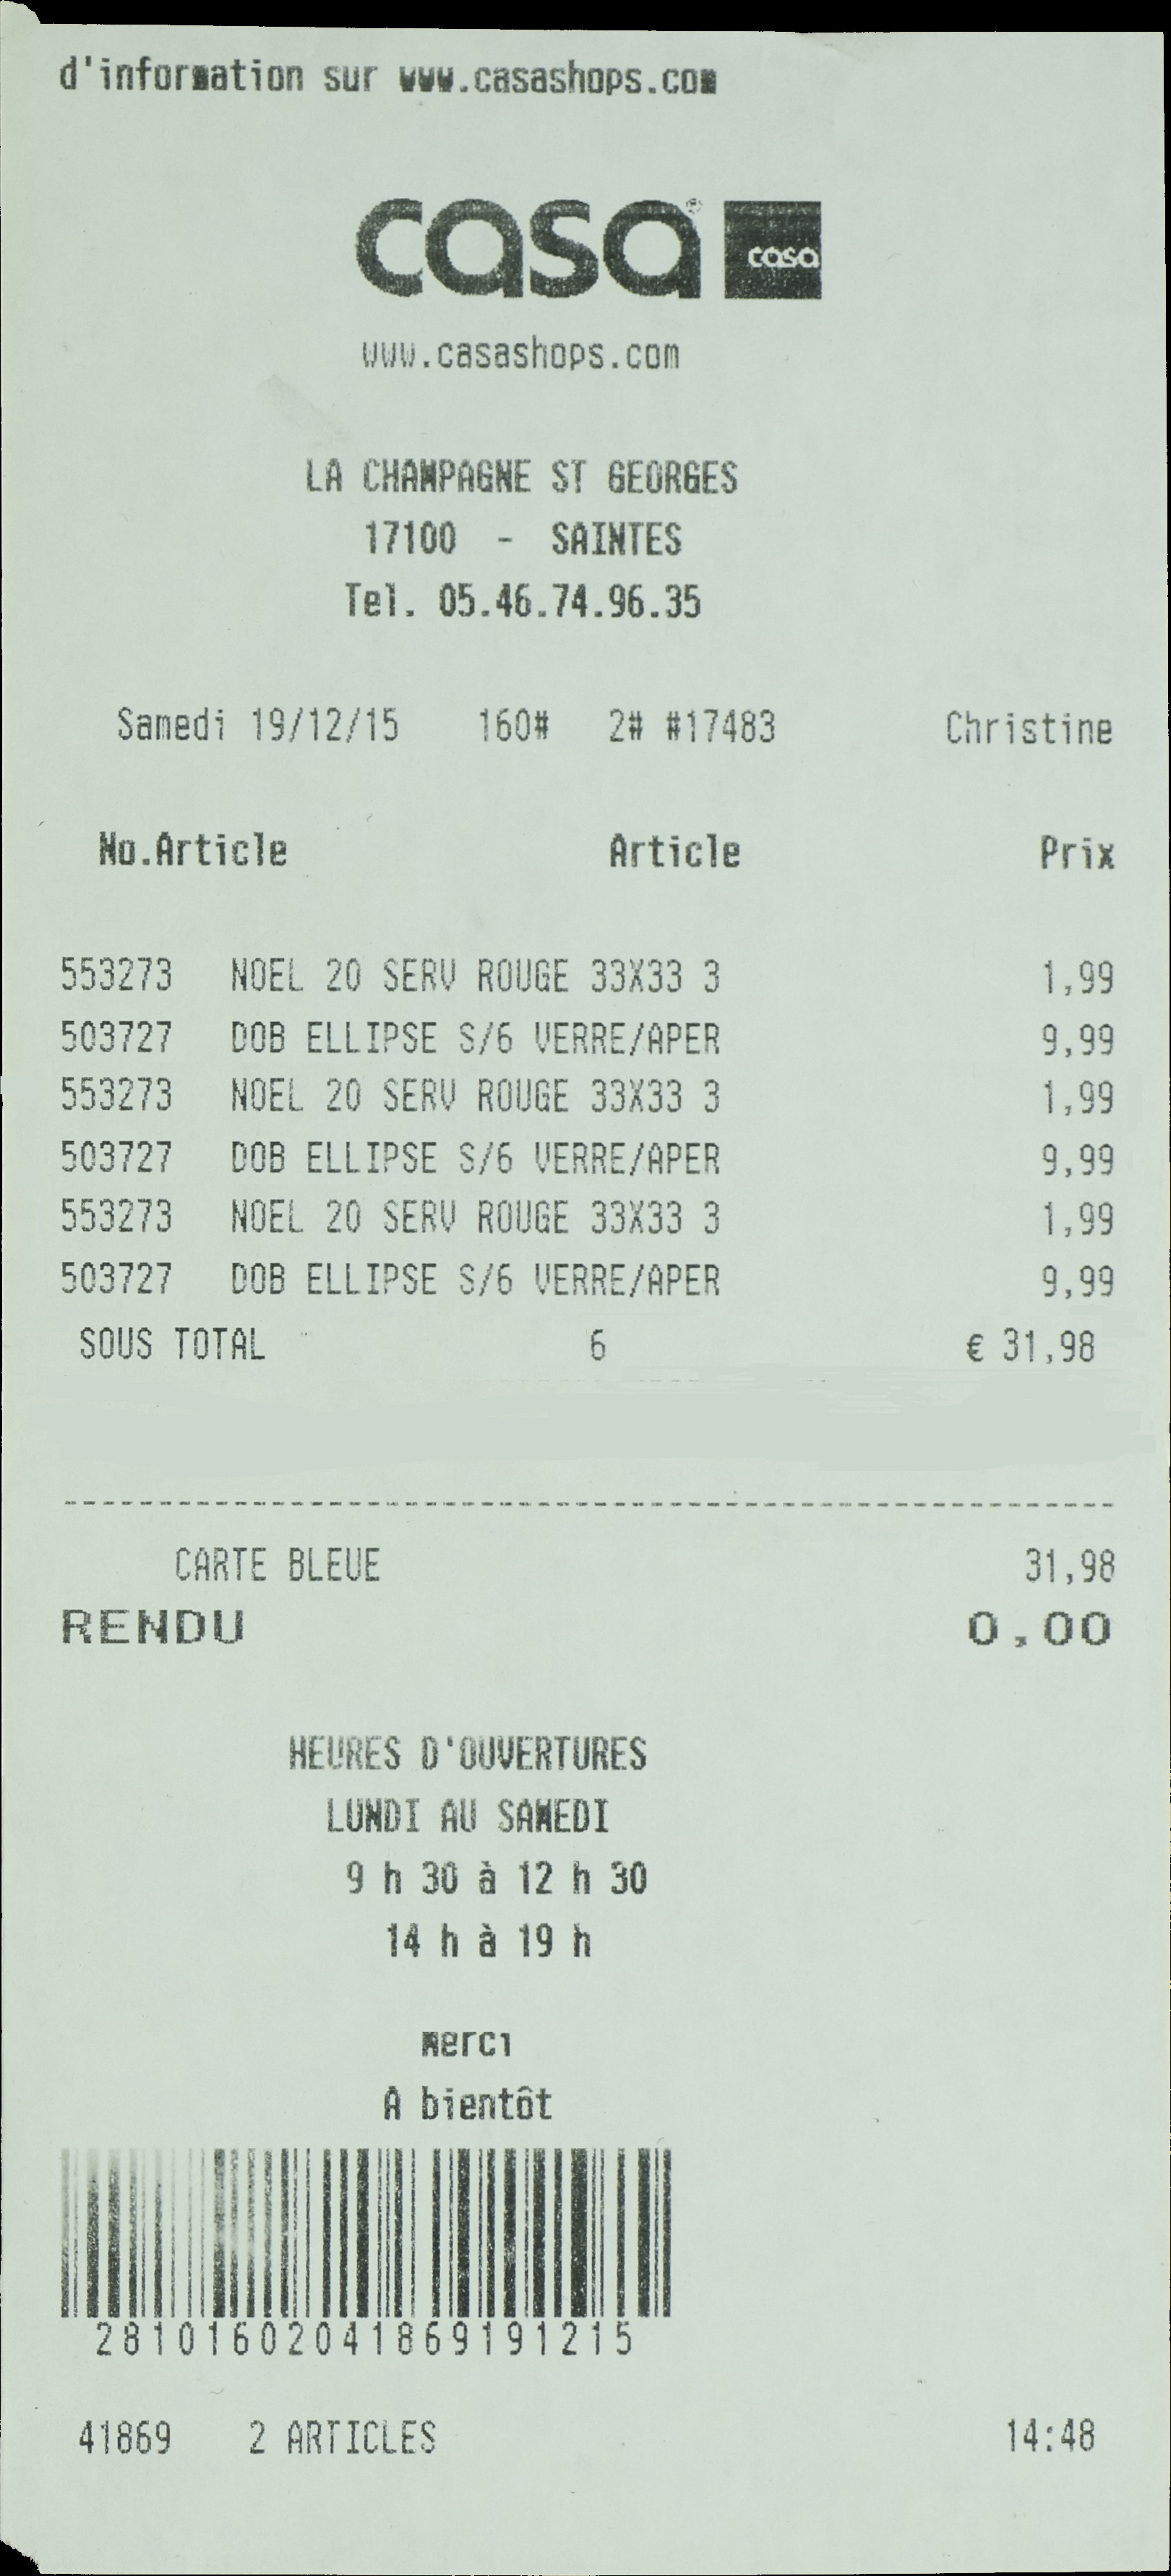 d'information sur www.casashops.com
casa® casa
www.casashops.com
LA CHAMPAGNE ST GEORGES
17100 - SAINTES
Tel. 05.46.74.96.35
Samedi 19/12/15 160# 2# #17483 Christine
No.Article Article Prix
553273 NOEL 20 SERV ROUGE 33X33 3 1,99
503727 DOB ELLIPSE S/6 VERRE/APER 9,99
553273 NOEL 20 SERV ROUGE 33X33 3 1,99
503727 DOB ELLIPSE S/6 VERRE/APER 9,99
553273 NOEL 20 SERV ROUGE 33X33 3 1,99
503727 DOB ELLIPSE S/6 VERRE/APER 9,99
SOUS TOTAL 6 € 31,98
CARTE BLEUE 31,98
RENDU 0,00
HEURES D'OUVERTURES
LUNDI AU SAMEDI
9 h 30 à 12 h 30
14 h à 19 h
merci
A bientôt
28101602041869191215
41869 2 ARTICLES 14:48